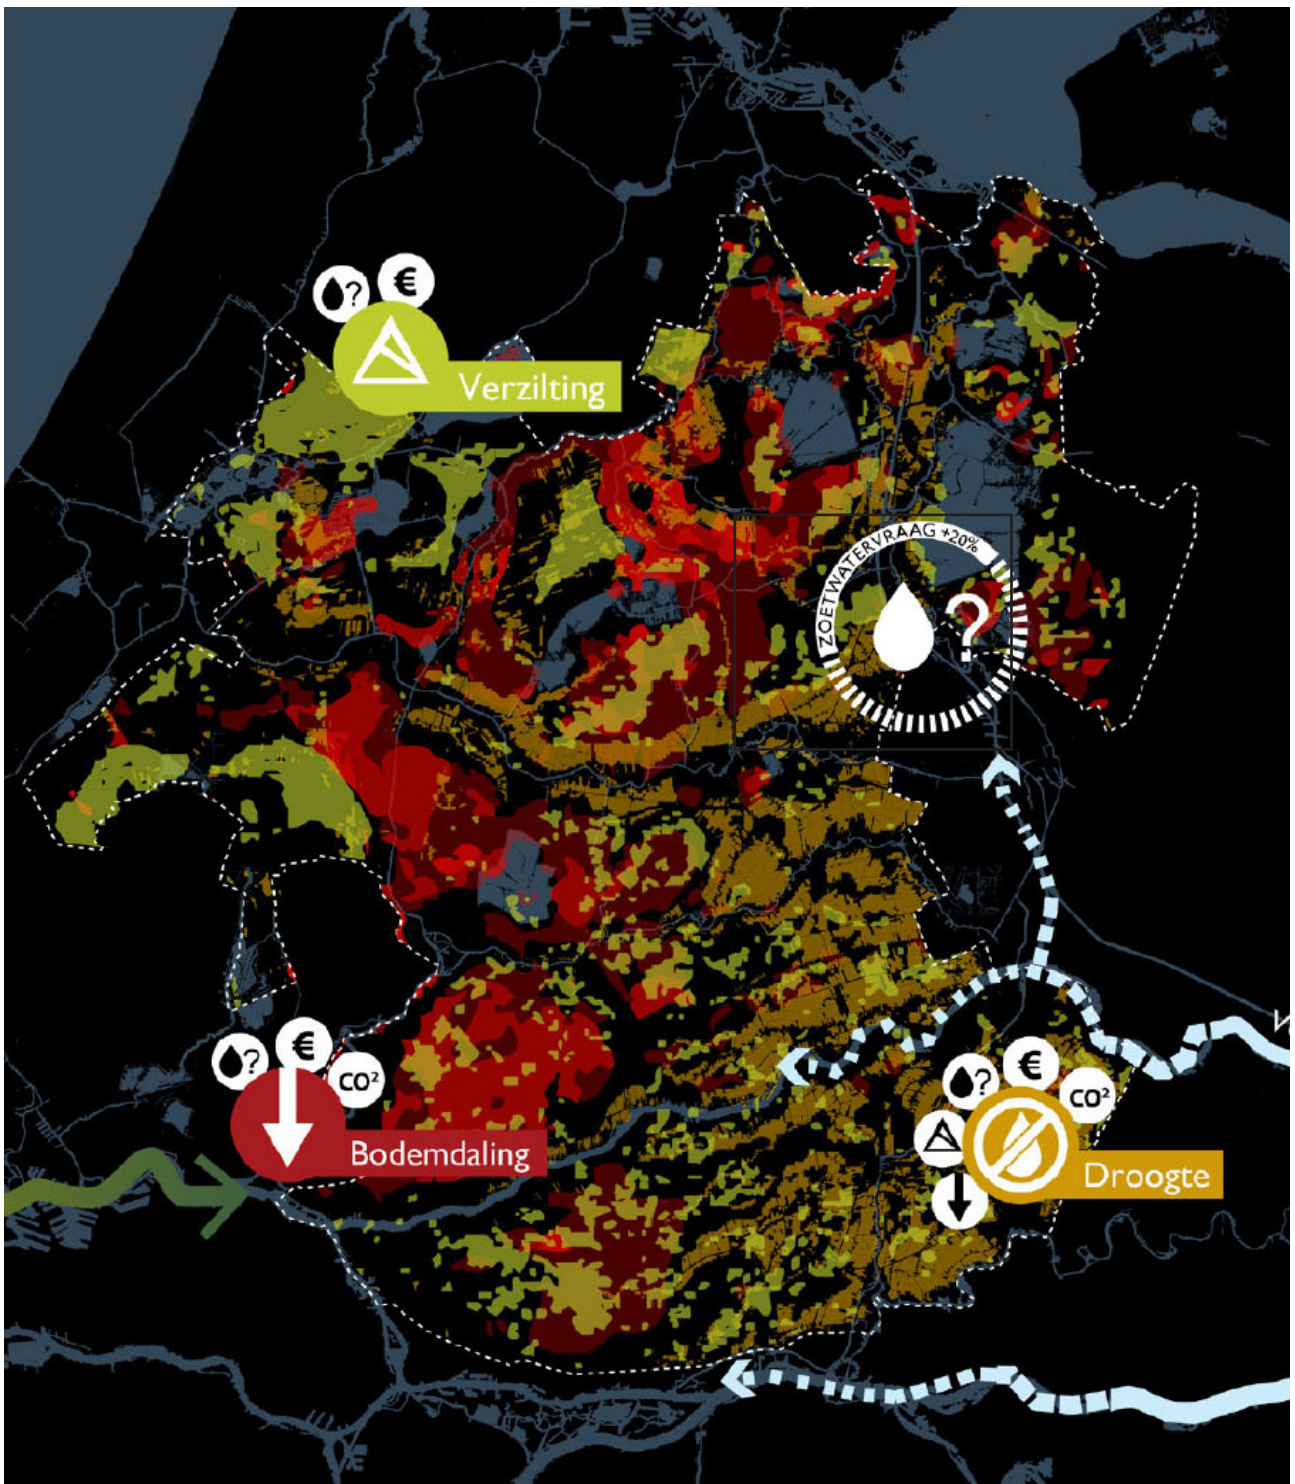 ? €
Verzilting
ZOETWATERVRAAG +20%
?
? € CO²
Bodemdaling
? € CO²
Droogte